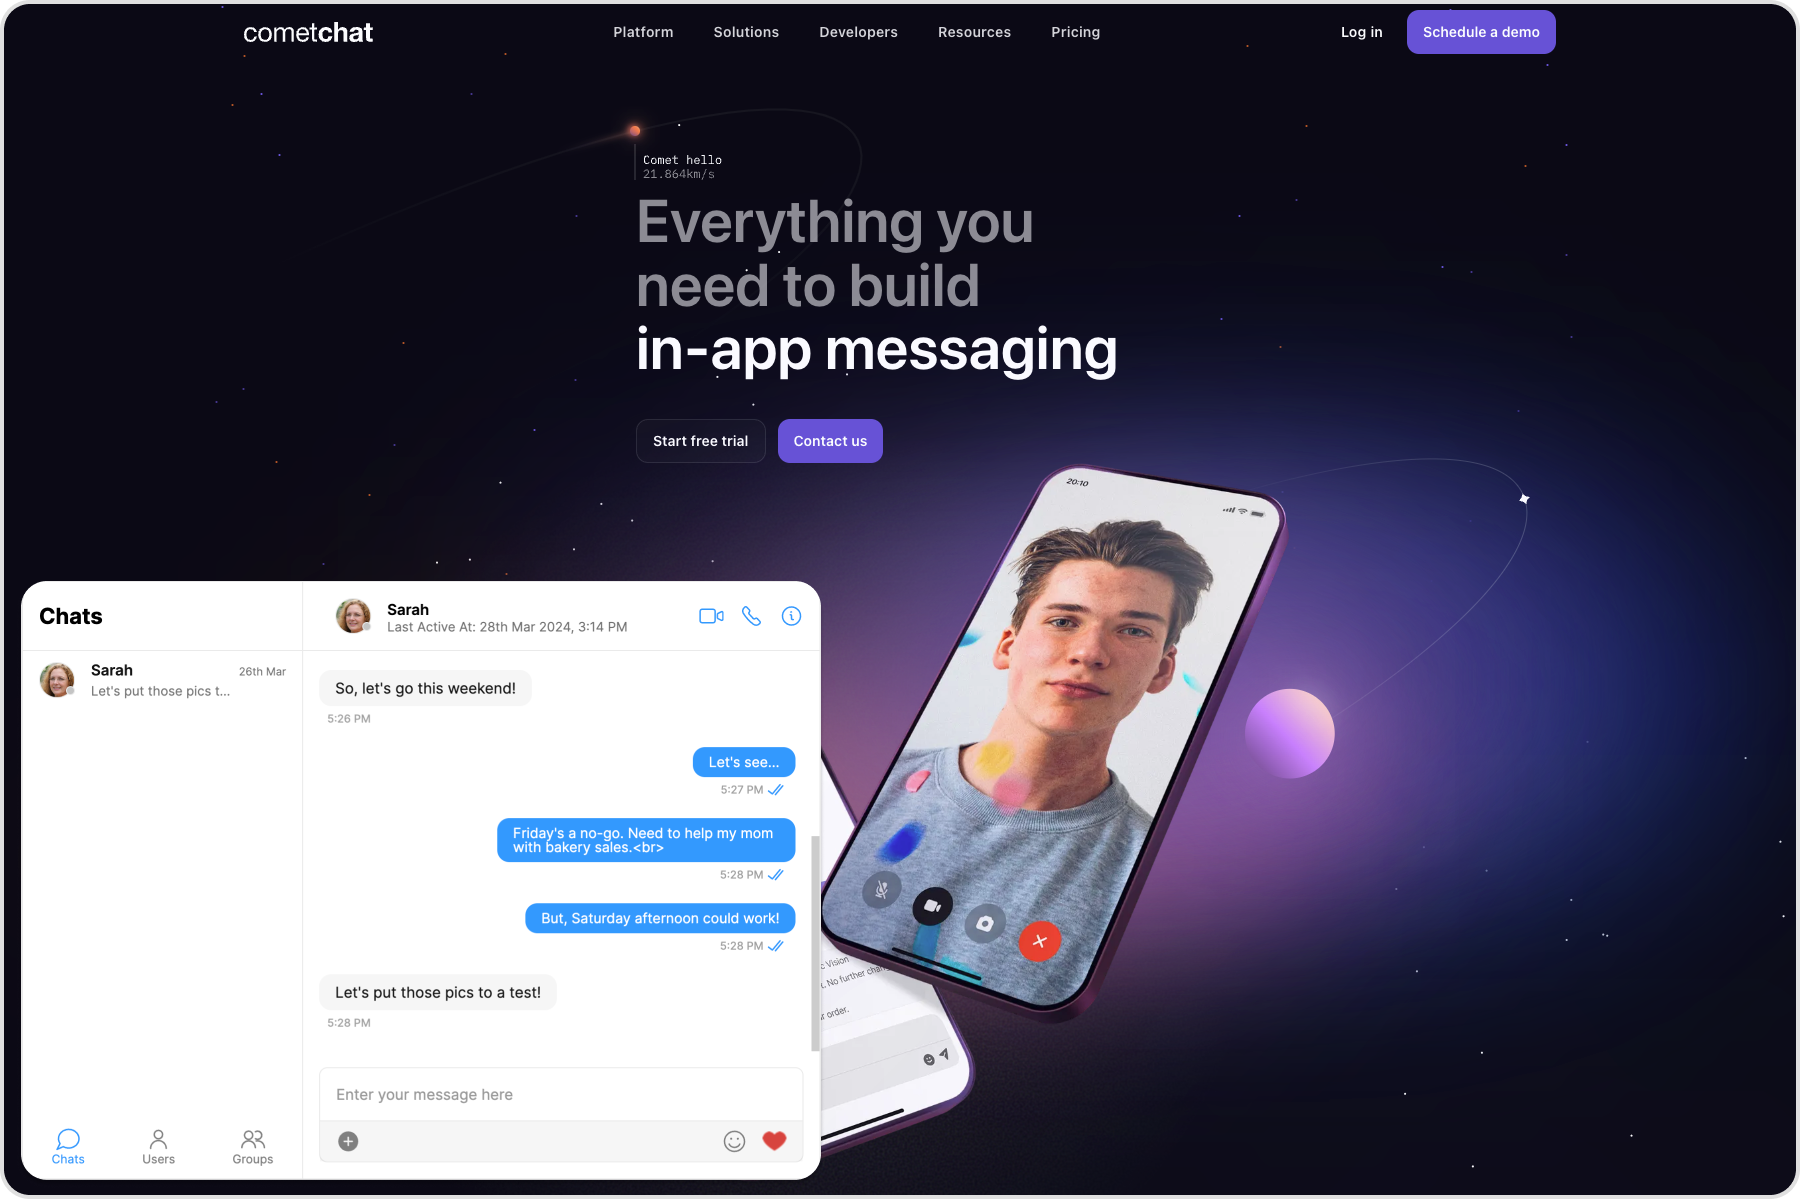 cometchat
Platform
Solutions
Developers
Resources
Pricing
Log in
Schedule a demo
Comet hello
21.864km/s
Everything you
need to build
in-app messaging
Start free trial
Contact us
20:10
Chats
Sarah
26th Mar
Let's put those pics t...
Sarah
Last Active At: 28th Mar 2024, 3:14 PM
So, let's go this weekend!
5:26 PM
Let's see...
5:27 PM
Friday's a no-go. Need to help my mom
with bakery sales.<br>
5:28 PM
But, Saturday afternoon could work!
5:28 PM
Let's put those pics to a test!
5:28 PM
Enter your message here
Chats
Users
Groups
Vision
No further
order.